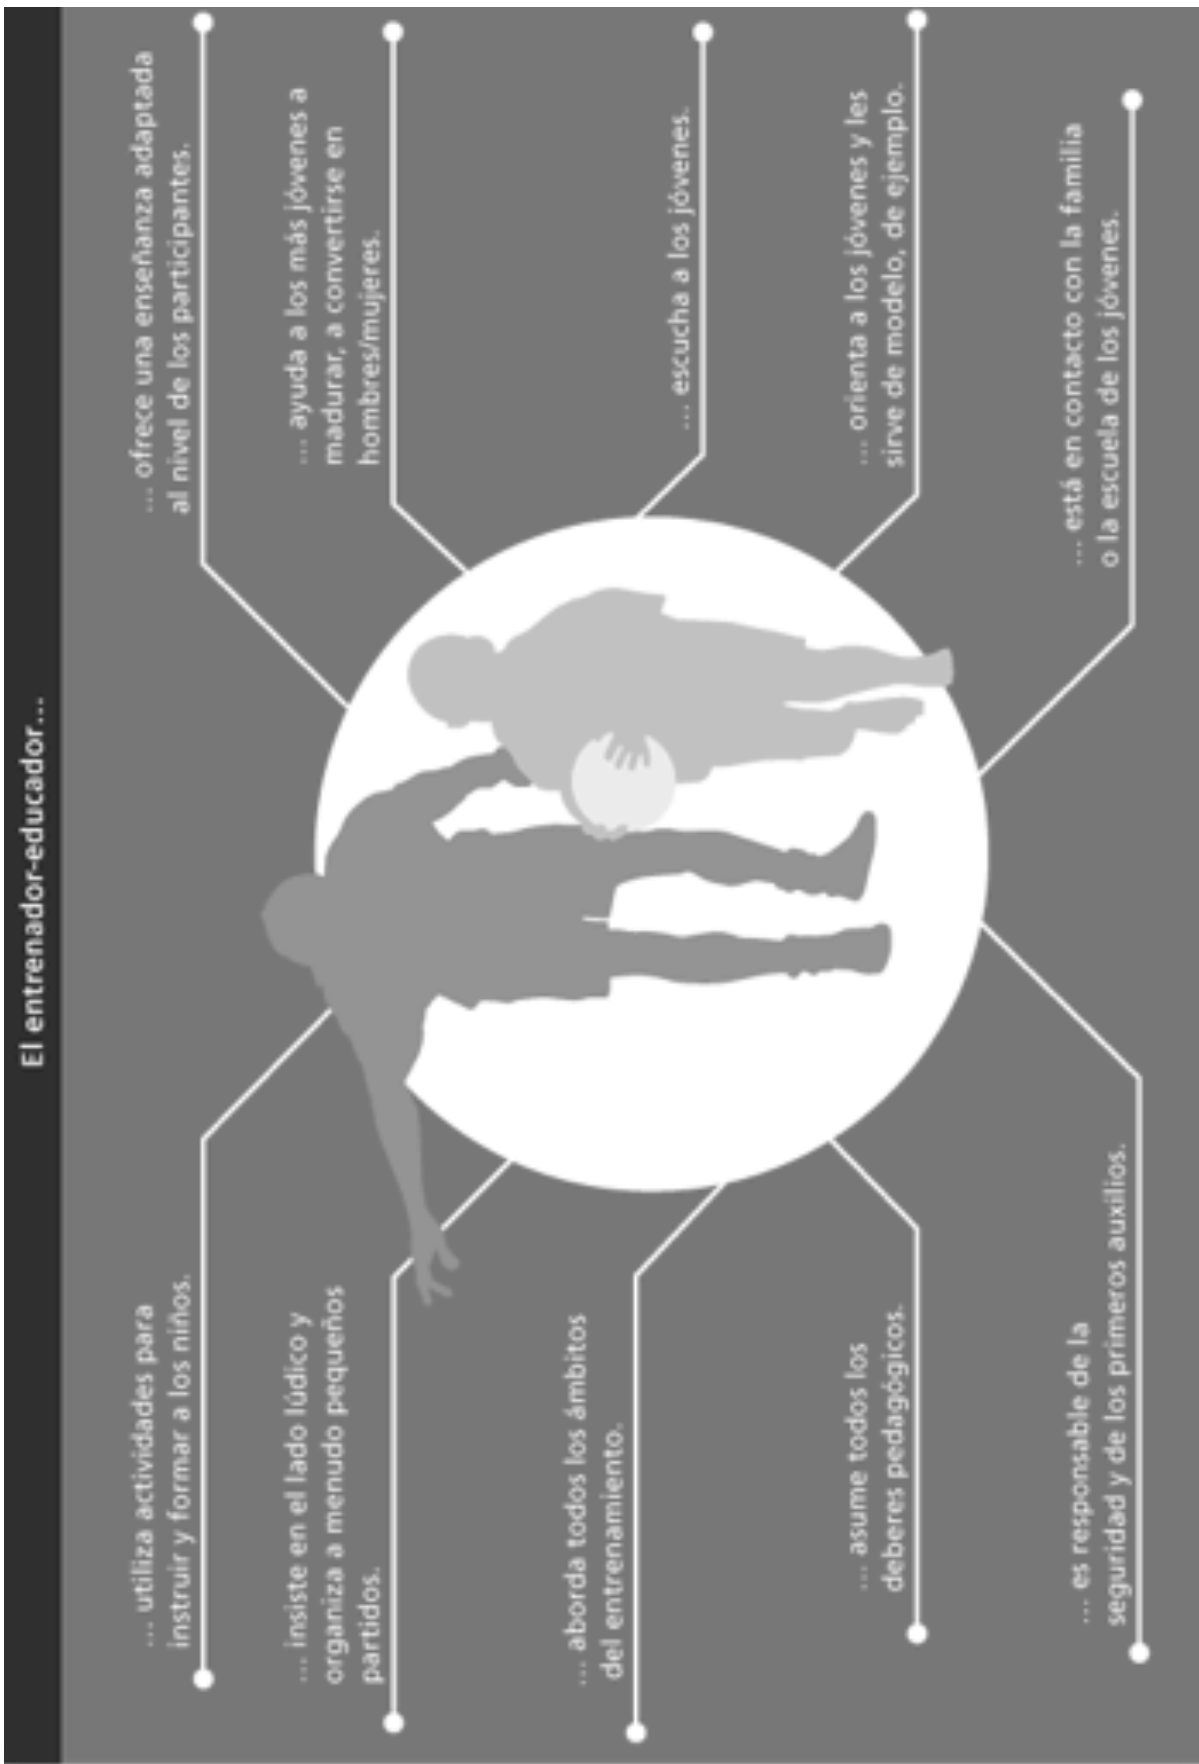 El entrenador-educador...
... utiliza actividades para
instruir y formar a los niños.
... insiste en el lado lúdico y
organiza a menudo pequeños
partidos.
... aborda todos los ámbitos
del entrenamiento.
... asume todos los
deberes pedagógicos.
... es responsable de la
seguridad y de los primeros auxilios.
... ofrece una enseñanza adaptada
al nivel de los participantes.
... ayuda a los más jóvenes a
madurar, a convertirse en
hombres/mujeres.
... escucha a los jóvenes.
... orienta a los jóvenes y les
sirve de modelo, de ejemplo.
... está en contacto con la familia
o la escuela de los jóvenes.